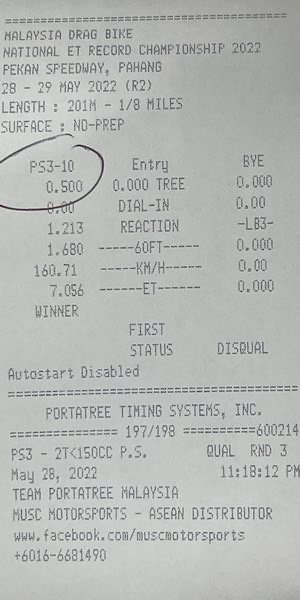 ========================================
MALAYSIA DRAG BIKE
NATIONAL ET RECORD CHAMPIONSHIP 2022
PEKAN SPEEDWAY, PAHANG
28 - 29 MAY 2022 (R2)
LENGTH : 201M - 1/8 MILES
SURFACE : NO-PREP
PS3-10 Entry BYE
0.500 0.000 TREE 0.000
0.00 DIAL-IN 0.00
1.213 REACTION -LB3-
1.680 -----60FT----- 0.000
160.71 -----KM/H----- 0.00
7.056 ------ET------ 0.000
WINNER
FIRST
STATUS DISQUAL
Autostart Disabled
========================================
PORTATREE TIMING SYSTEMS, INC.
=============== 197/198 ==========600214
PS3 - 2T<150CC P.S. QUAL RND 3
May 28, 2022 11:18:12 PM
TEAM PORTATREE MALAYSIA
MUSC MOTORSPORTS - ASEAN DISTRIBUTOR
www.facebook.com/muscmotorsports
+6016-6681490